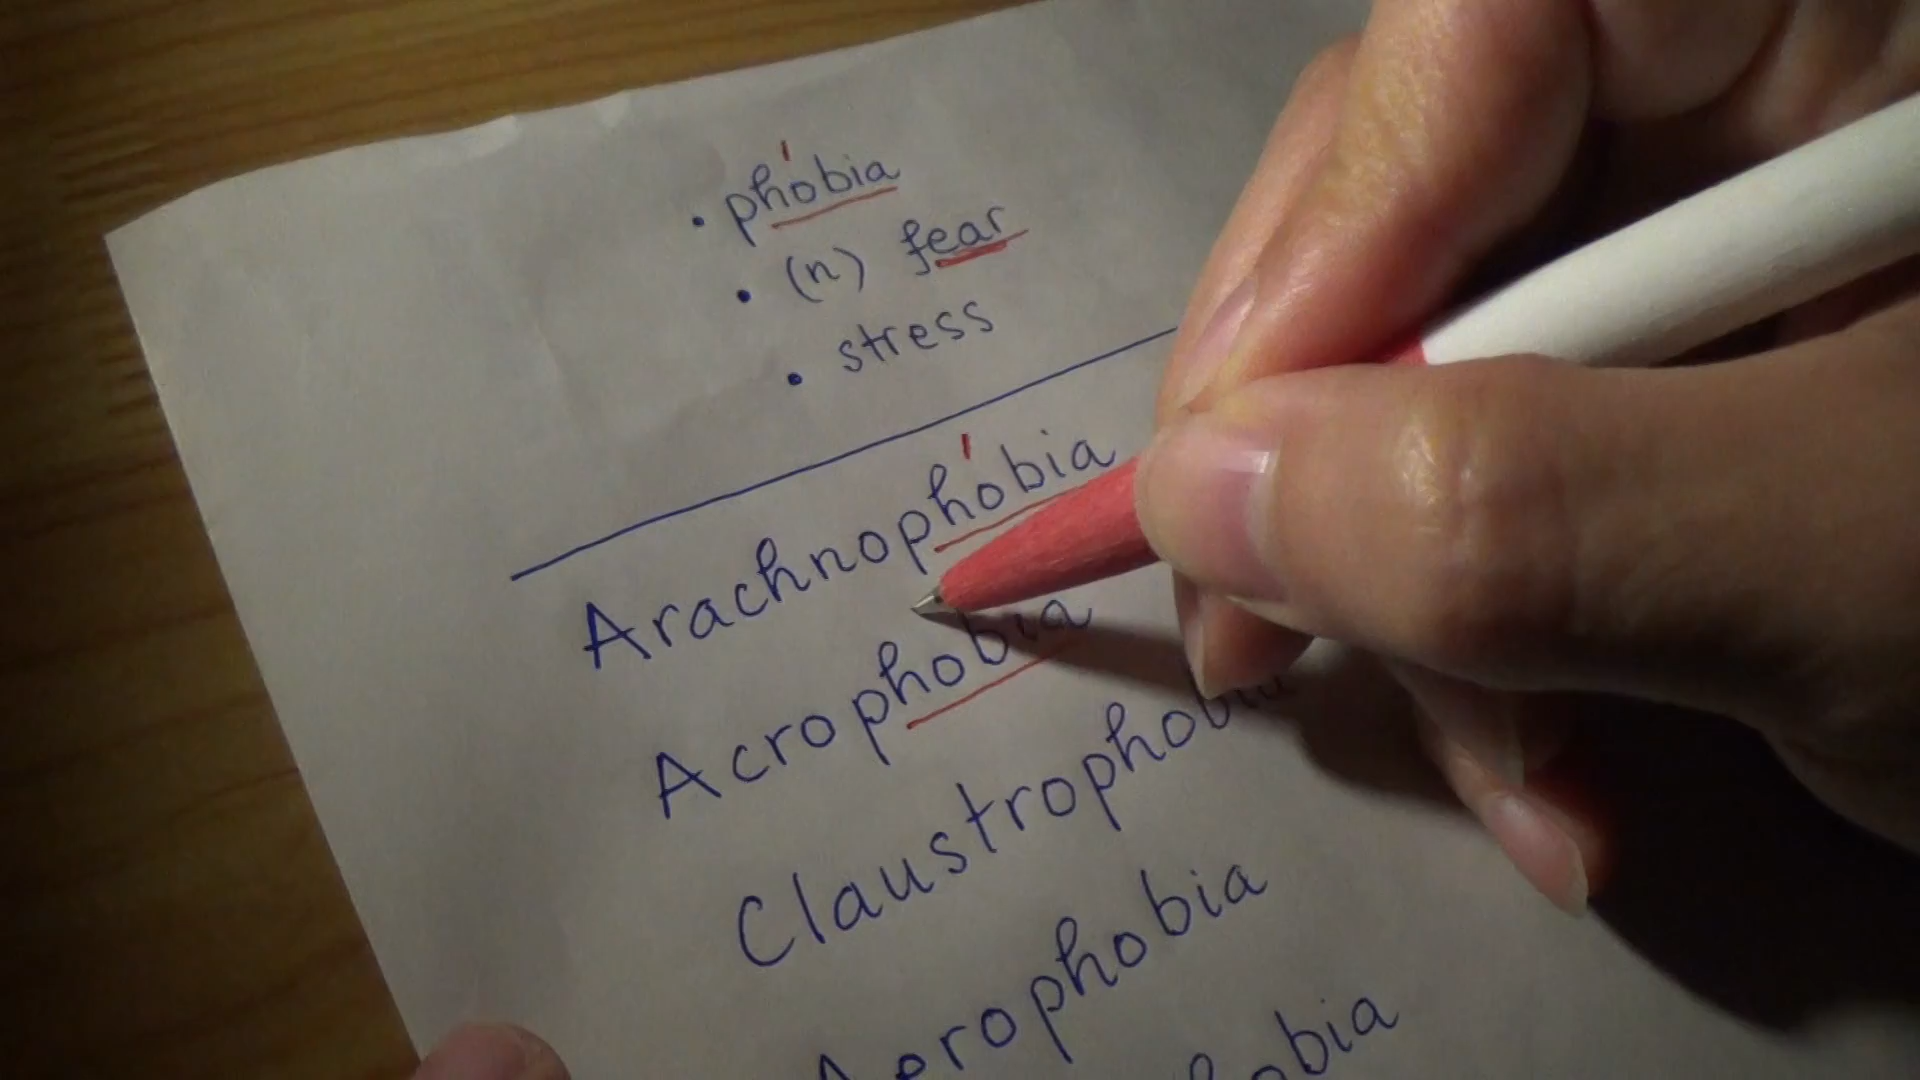 • phobia
• (n) fear
• stress
Arachnophobia
Acrophobia
Claustrophobia
Aerophobia